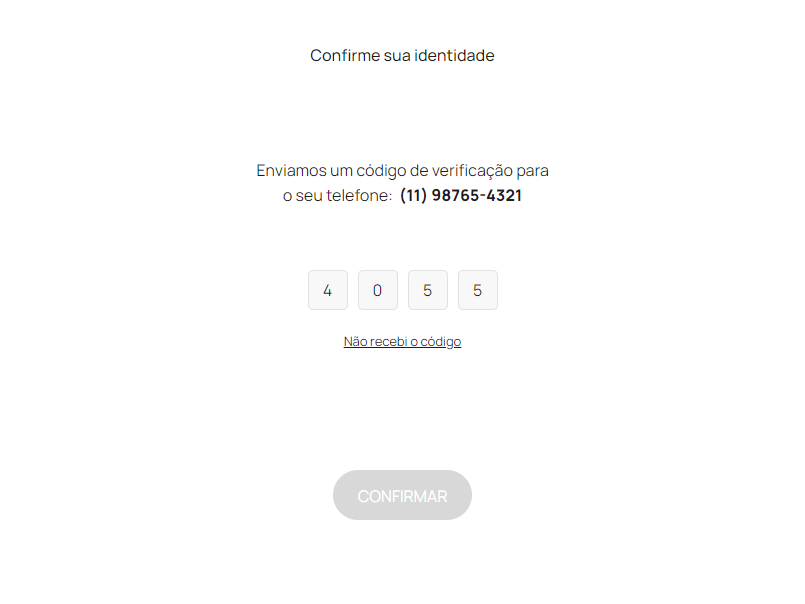 Confirme sua identidade
Enviamos um código de verificação para
o seu telefone: (11) 98765-4321
4 0 5 5
Não recebi o código
CONFIRMAR